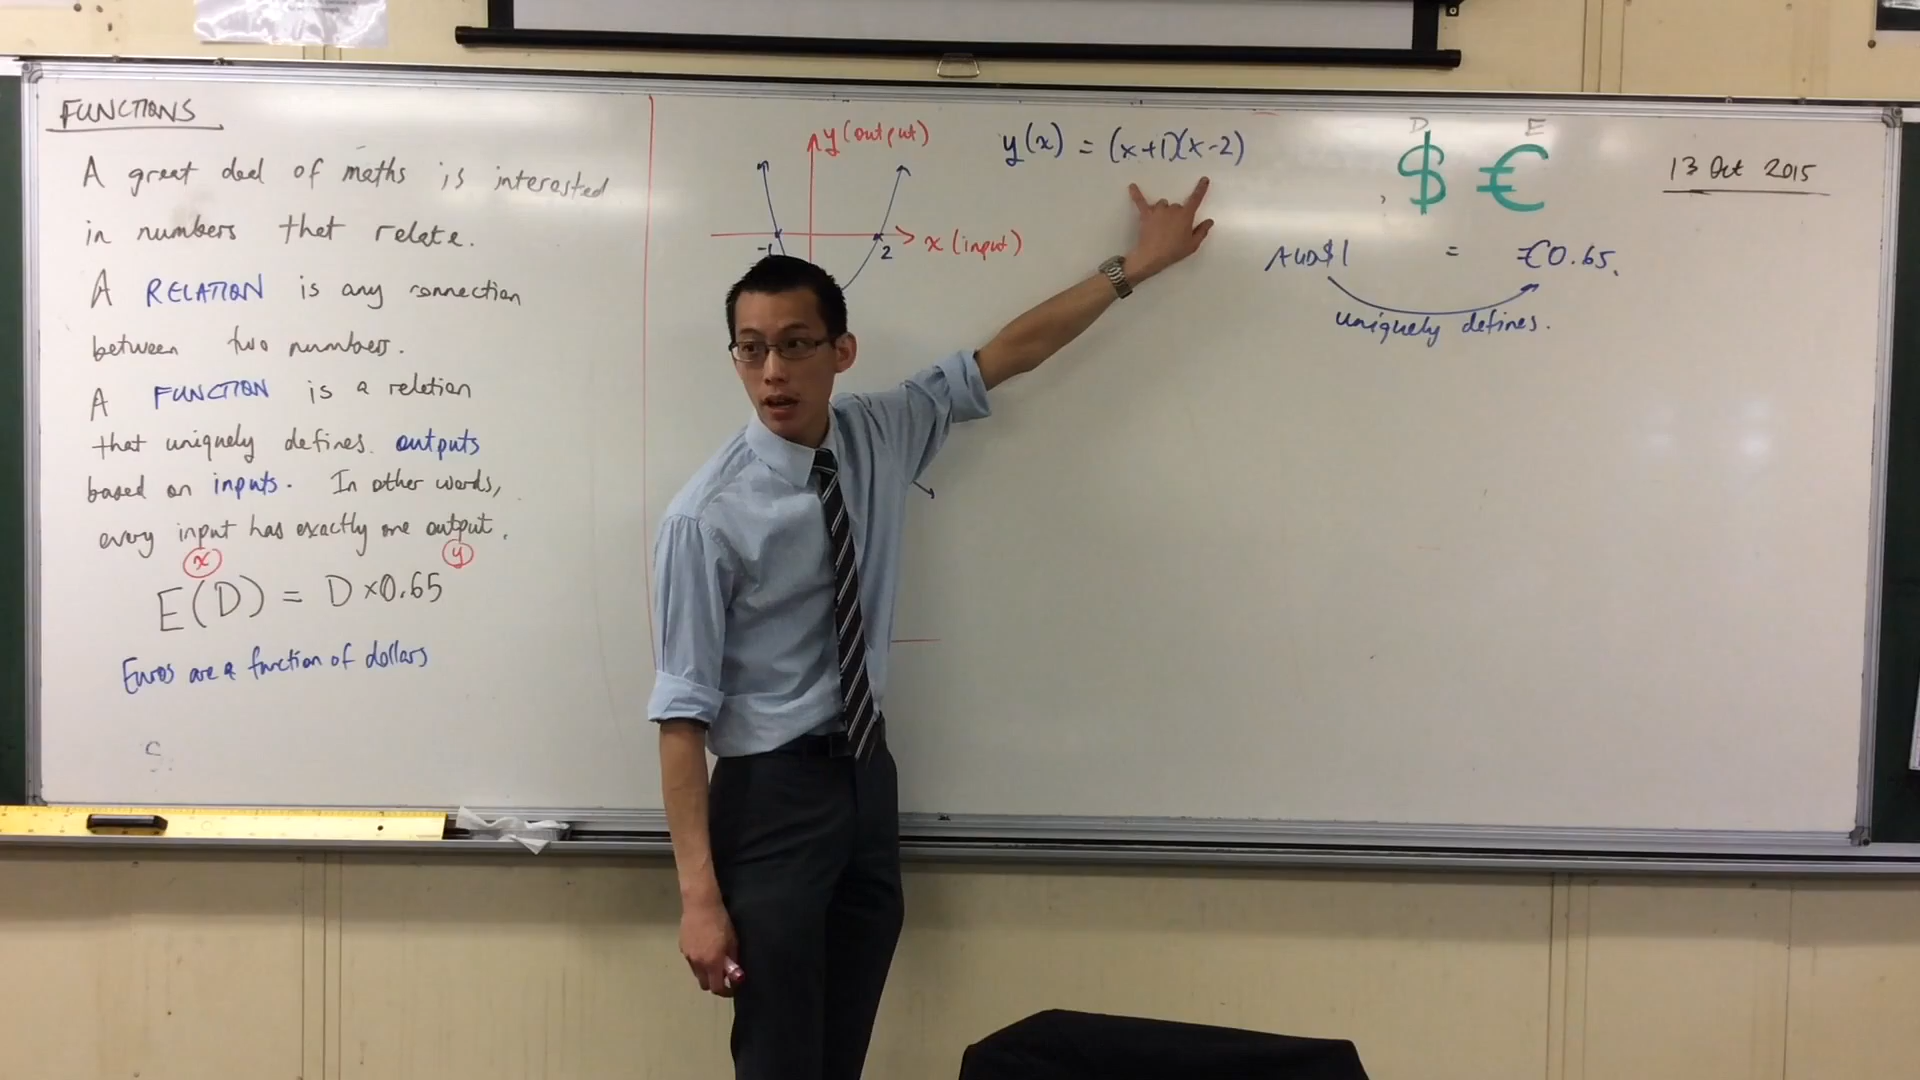 FUNCTIONS
A great deal of maths is interested
in numbers that relate.
A RELATION is any connection
between two numbers.
A FUNCTION is a relation
that uniquely defines outputs
based on inputs. In other words,
every input has exactly one output.
x y
E(D) = D×0.65
Euros are a function of dollars
S
y (output)
x (input)
-1 2
y(x) = (x+1)(x-2)
D E
$ €
AUD$1 = €0.65
uniquely defines.
13 Oct 2015